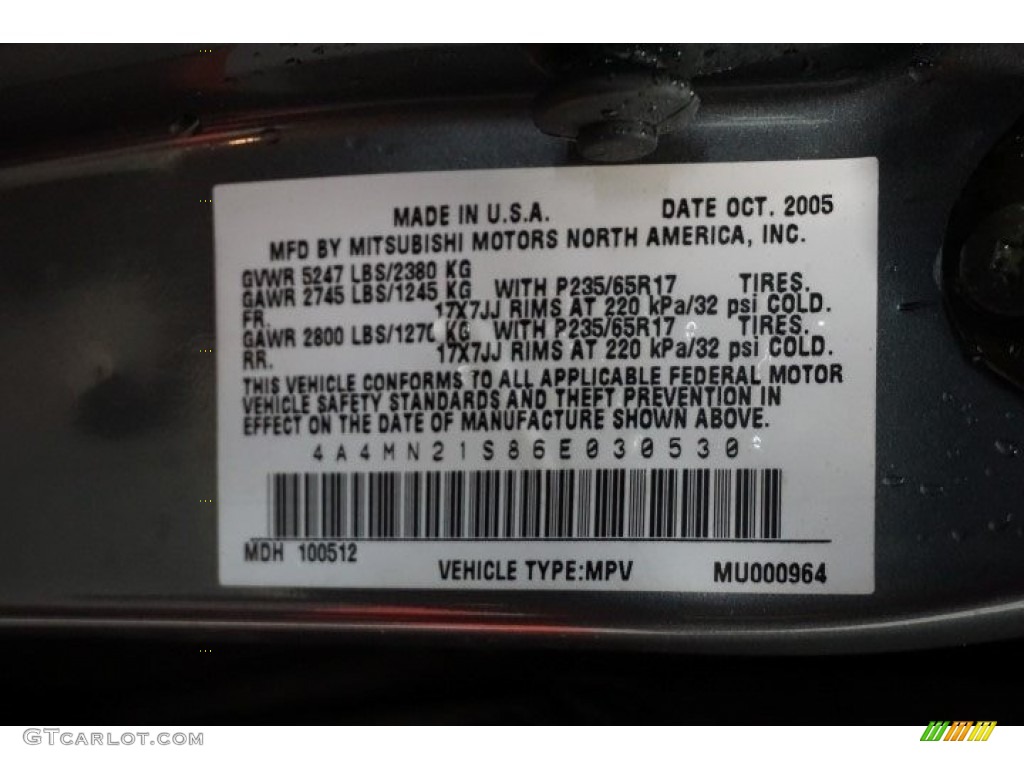 MADE IN U.S.A. DATE OCT. 2005
MFD BY MITSUBISHI MOTORS NORTH AMERICA, INC.
GVWR 5247 LBS/2380 KG
GAWR 2745 LBS/1245 KG WITH P235/65R17 TIRES.
FR. 17X7JJ RIMS AT 220 kPa/32 psi COLD.
GAWR 2800 LBS/1270 KG WITH P235/65R17 TIRES.
RR. 17X7JJ RIMS AT 220 kPa/32 psi COLD.
THIS VEHICLE CONFORMS TO ALL APPLICABLE FEDERAL MOTOR
VEHICLE SAFETY STANDARDS AND THEFT PREVENTION IN
EFFECT ON THE DATE OF MANUFACTURE SHOWN ABOVE.
4A4MN21S86E030530
MDH 100512
VEHICLE TYPE:MPV MU000964
GTCARLOT.COM